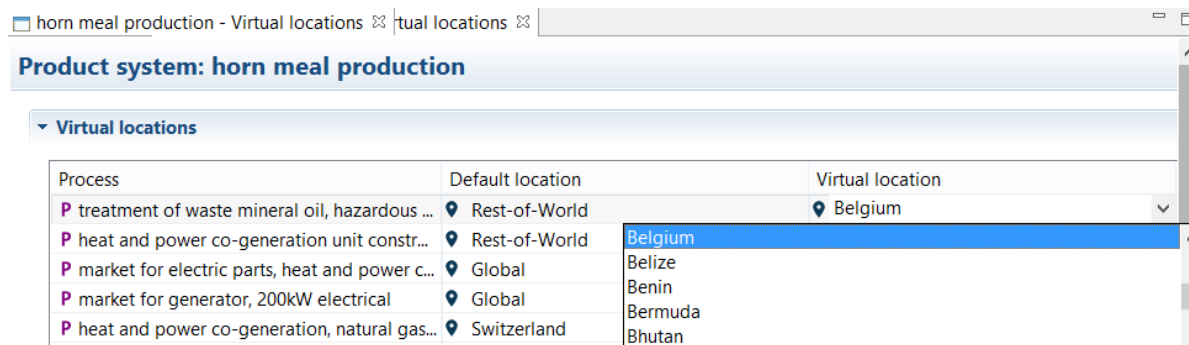 horn meal production - Virtual locations rtual locations
Product system: horn meal production
Virtual locations
Process Default location Virtual location
P treatment of waste mineral oil, hazardous ... Rest-of-World Belgium
P heat and power co-generation unit constr... Rest-of-World Belgium
P market for electric parts, heat and power c... Global Belize
P market for generator, 200kW electrical Global Benin
Bermuda
P heat and power co-generation, natural gas... Switzerland Bhutan